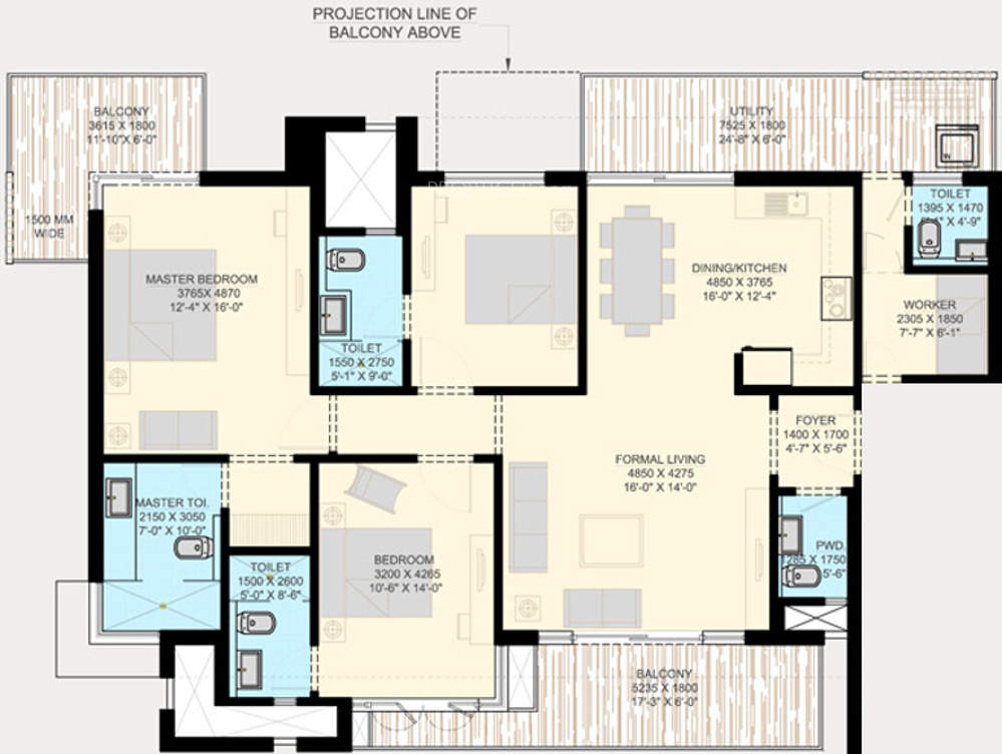 PROJECTION LINE OF
BALCONY ABOVE
BALCONY
3615 X 1800
11'-10"X 6'-0"
1500 MM
WIDE
UTILITY
7525 X 1800
24'-8" X 6'-0"
TOILET
1395 X 1470
X 4'-9"
MASTER BEDROOM
3765X 4870
12'-4" X 16'-0"
DINING/KITCHEN
4850 X 3765
16'-0" X 12'-4"
WORKER
2305 X 1850
7'-7" X 6'-1"
TOILET
1550 X 2750
5'-1" X 9'-0"
FOYER
1400 X 1700
4'-7" X 5'-6"
FORMAL LIVING
4850 X 4275
16'-0" X 14'-0"
MASTER TOI.
2150 X 3050
7'-0" X 10'-0"
TOILET
1500 X 2600
5'-0" X 8'-6"
BEDROOM
3200 X 4265
10'-6" X 14'-0"
PWD.
285 X 1750
5'-6"
BALCONY
5235 X 1800
17'-3" X 6'-0"